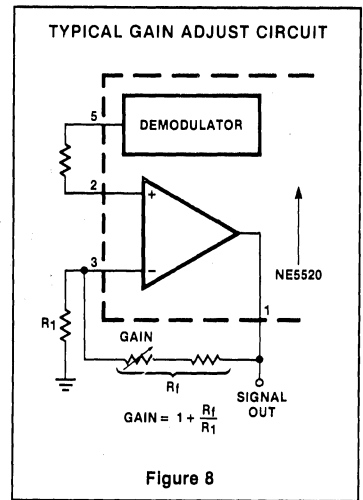 TYPICAL GAIN ADJUST CIRCUIT
5
DEMODULATOR
2
+
3
−
NE5520
1
R1
GAIN
Rf
SIGNAL
OUT
GAIN = 1 + Rf/R1
Figure 8